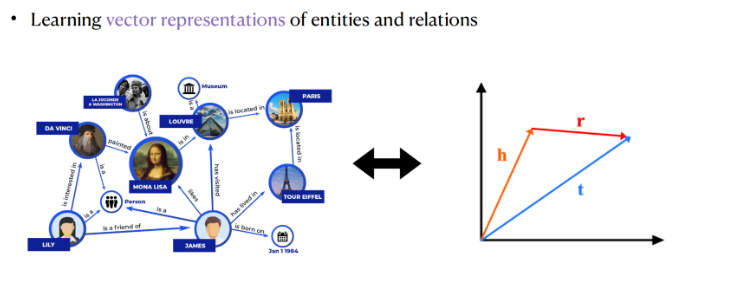 • Learning vector representations of entities and relations
LA JOCONDE
A WASHINGTON
Museum
PARIS
is a
is about
LOUVRE
is located in
DA VINCI
painted
is in
is located in
MONA LISA
is interested in
is a
Person
has visited
likes
TOUR EIFFEL
is a
is a
has lived in
LILY
is a friend of
JAMES
is born on
Jan 1 1984
r
h
t